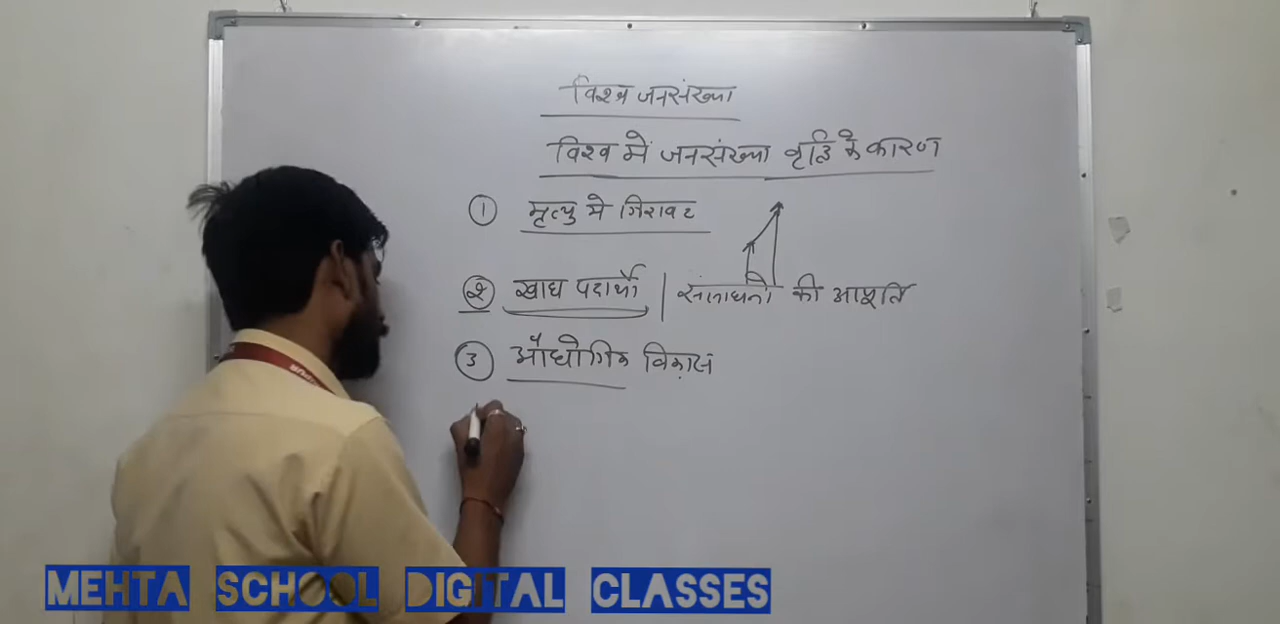 विश्व जनसंख्या
विश्व में जनसंख्या वृद्धि के कारण
① मृत्यु मे गिरावट
② खाद्य पदार्थो | संसाधनो की आपूर्ति
③ औद्योगिक विकास
MEHTA SCHOOL DIGITAL CLASSES